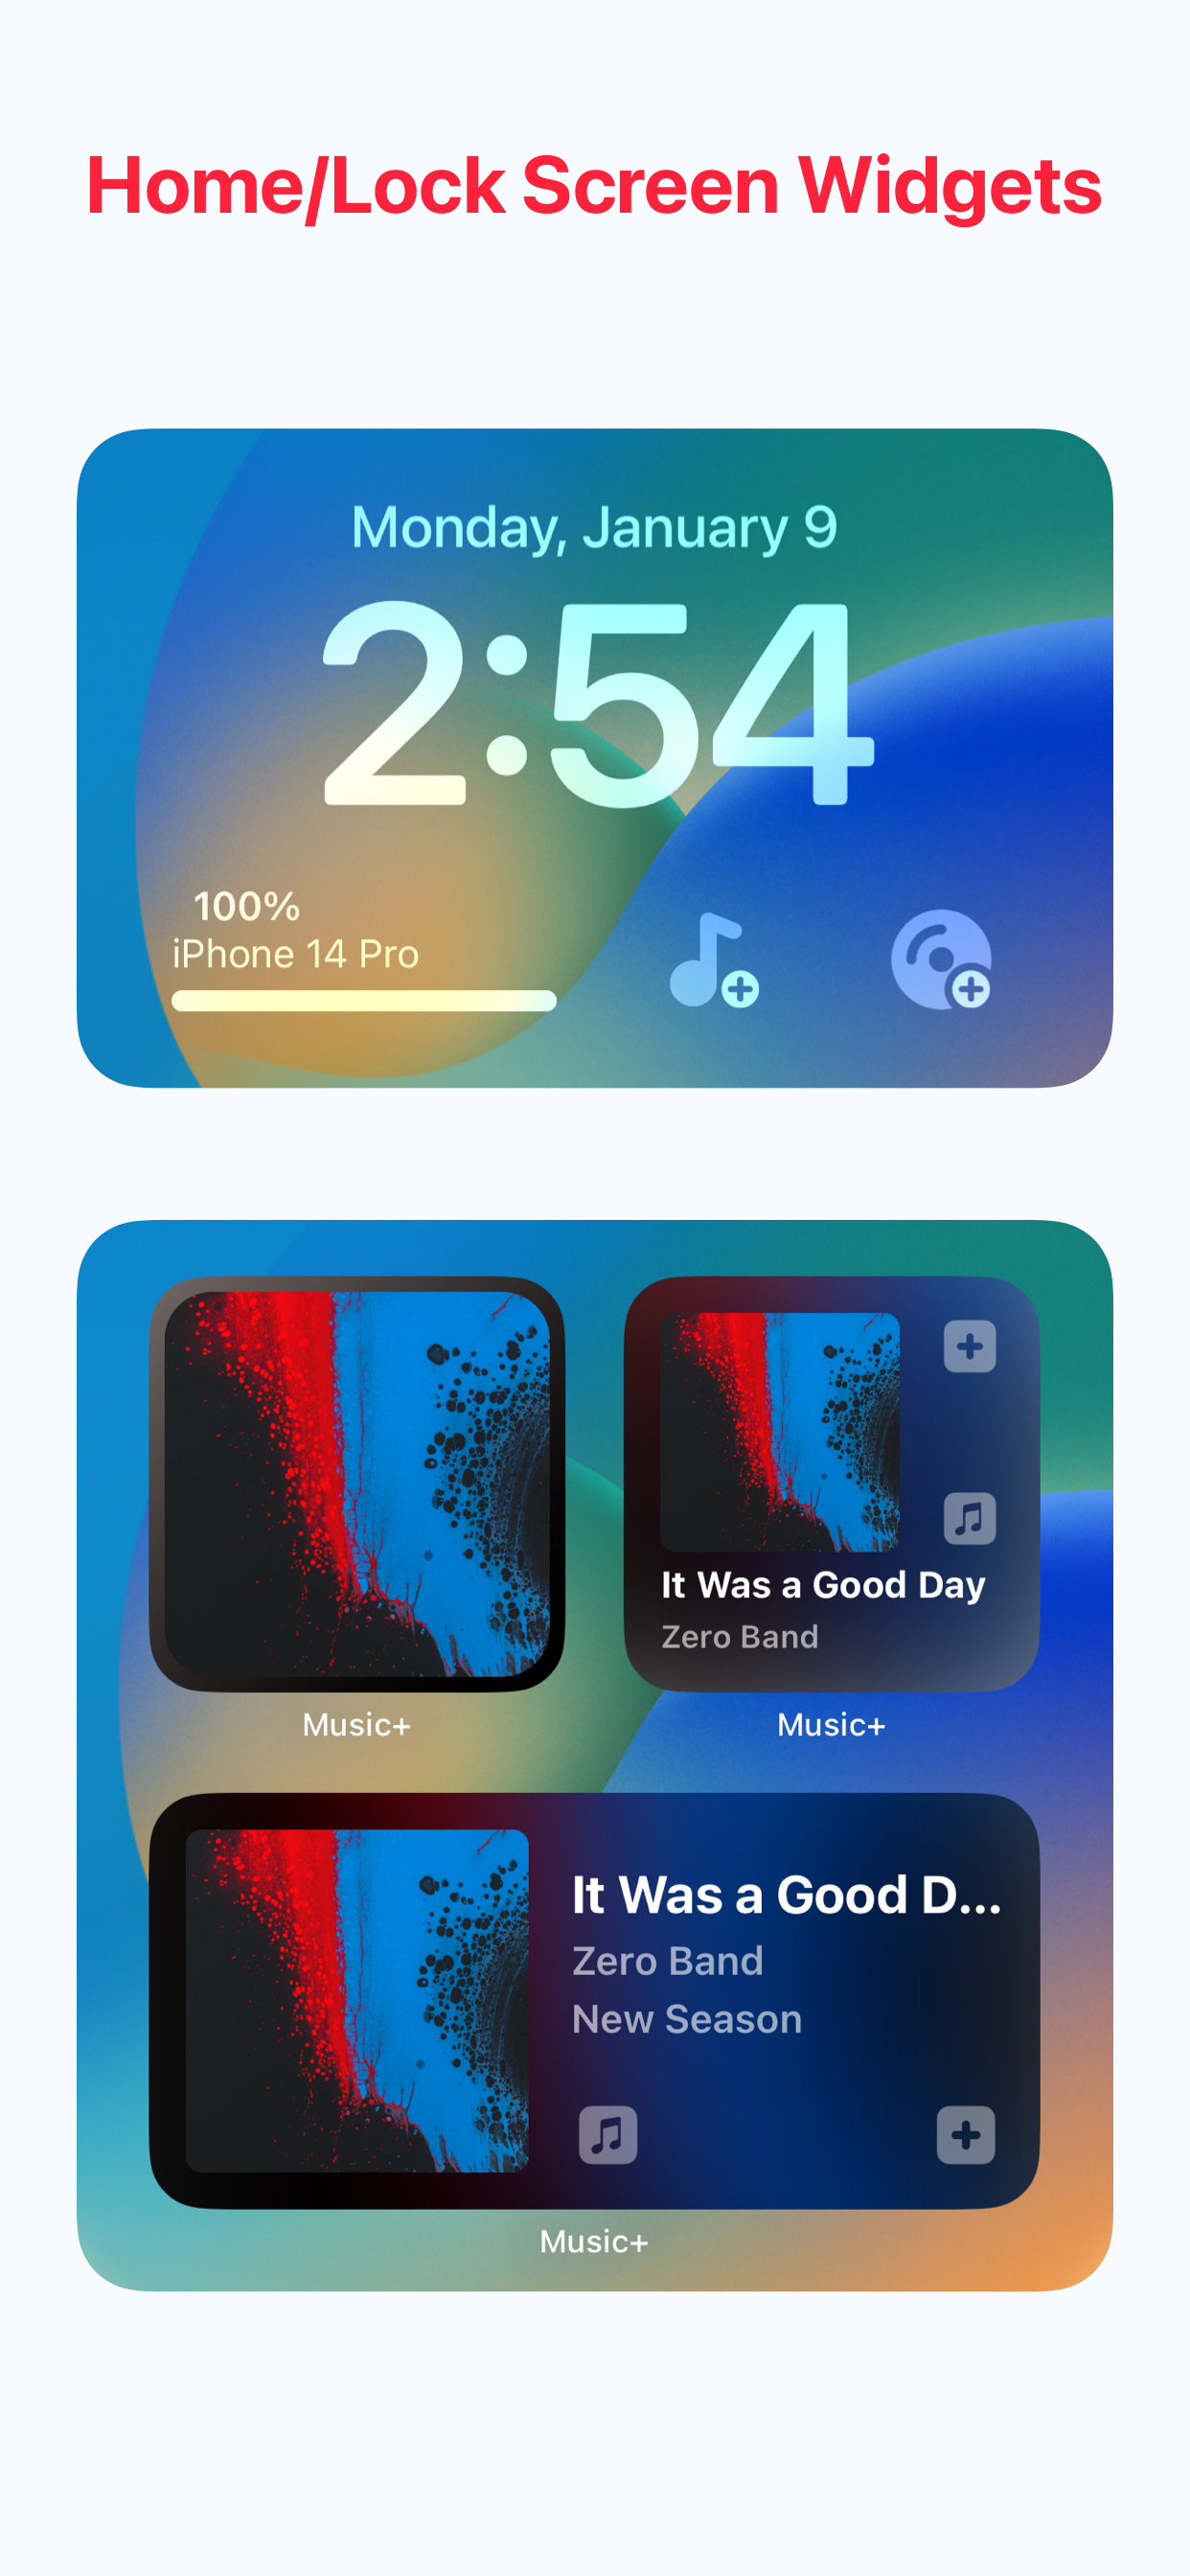 Home/Lock Screen Widgets
Monday, January 9
2:54
100%
iPhone 14 Pro
It Was a Good Day
Zero Band
Music+
Music+
It Was a Good D...
Zero Band
New Season
Music+